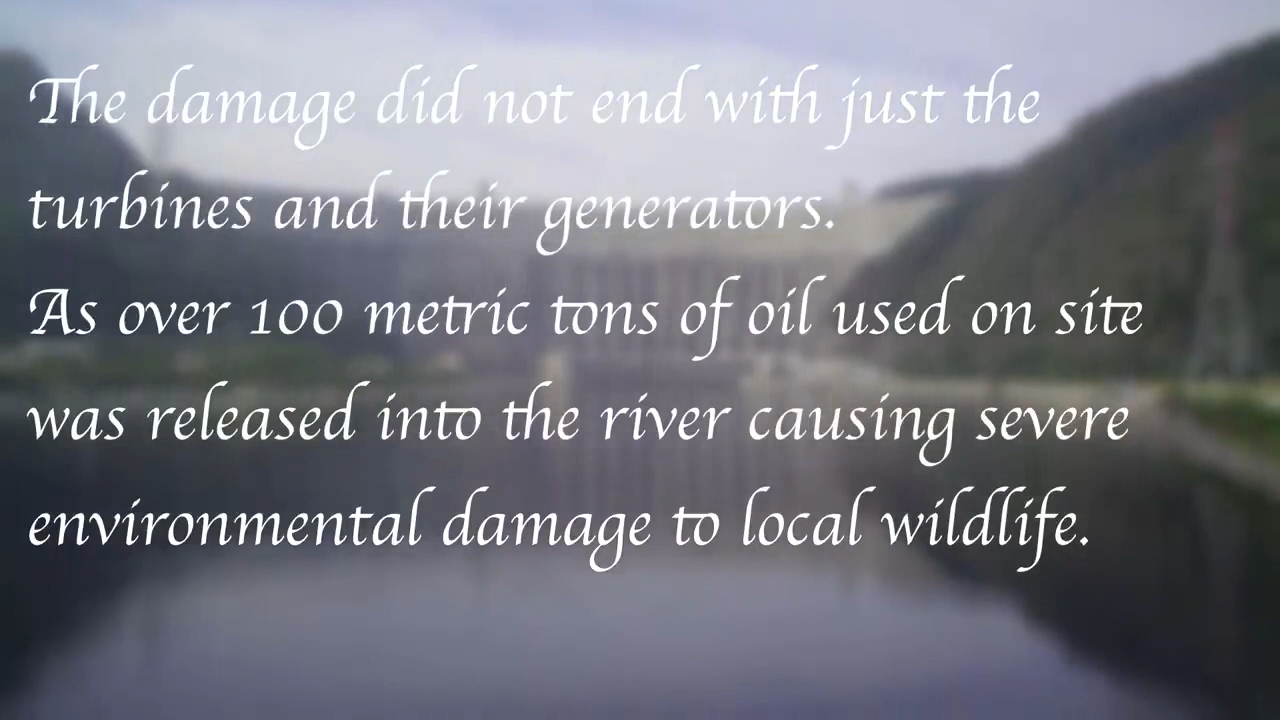 The damage did not end with just the
turbines and their generators.
As over 100 metric tons of oil used on site
was released into the river causing severe
environmental damage to local wildlife.